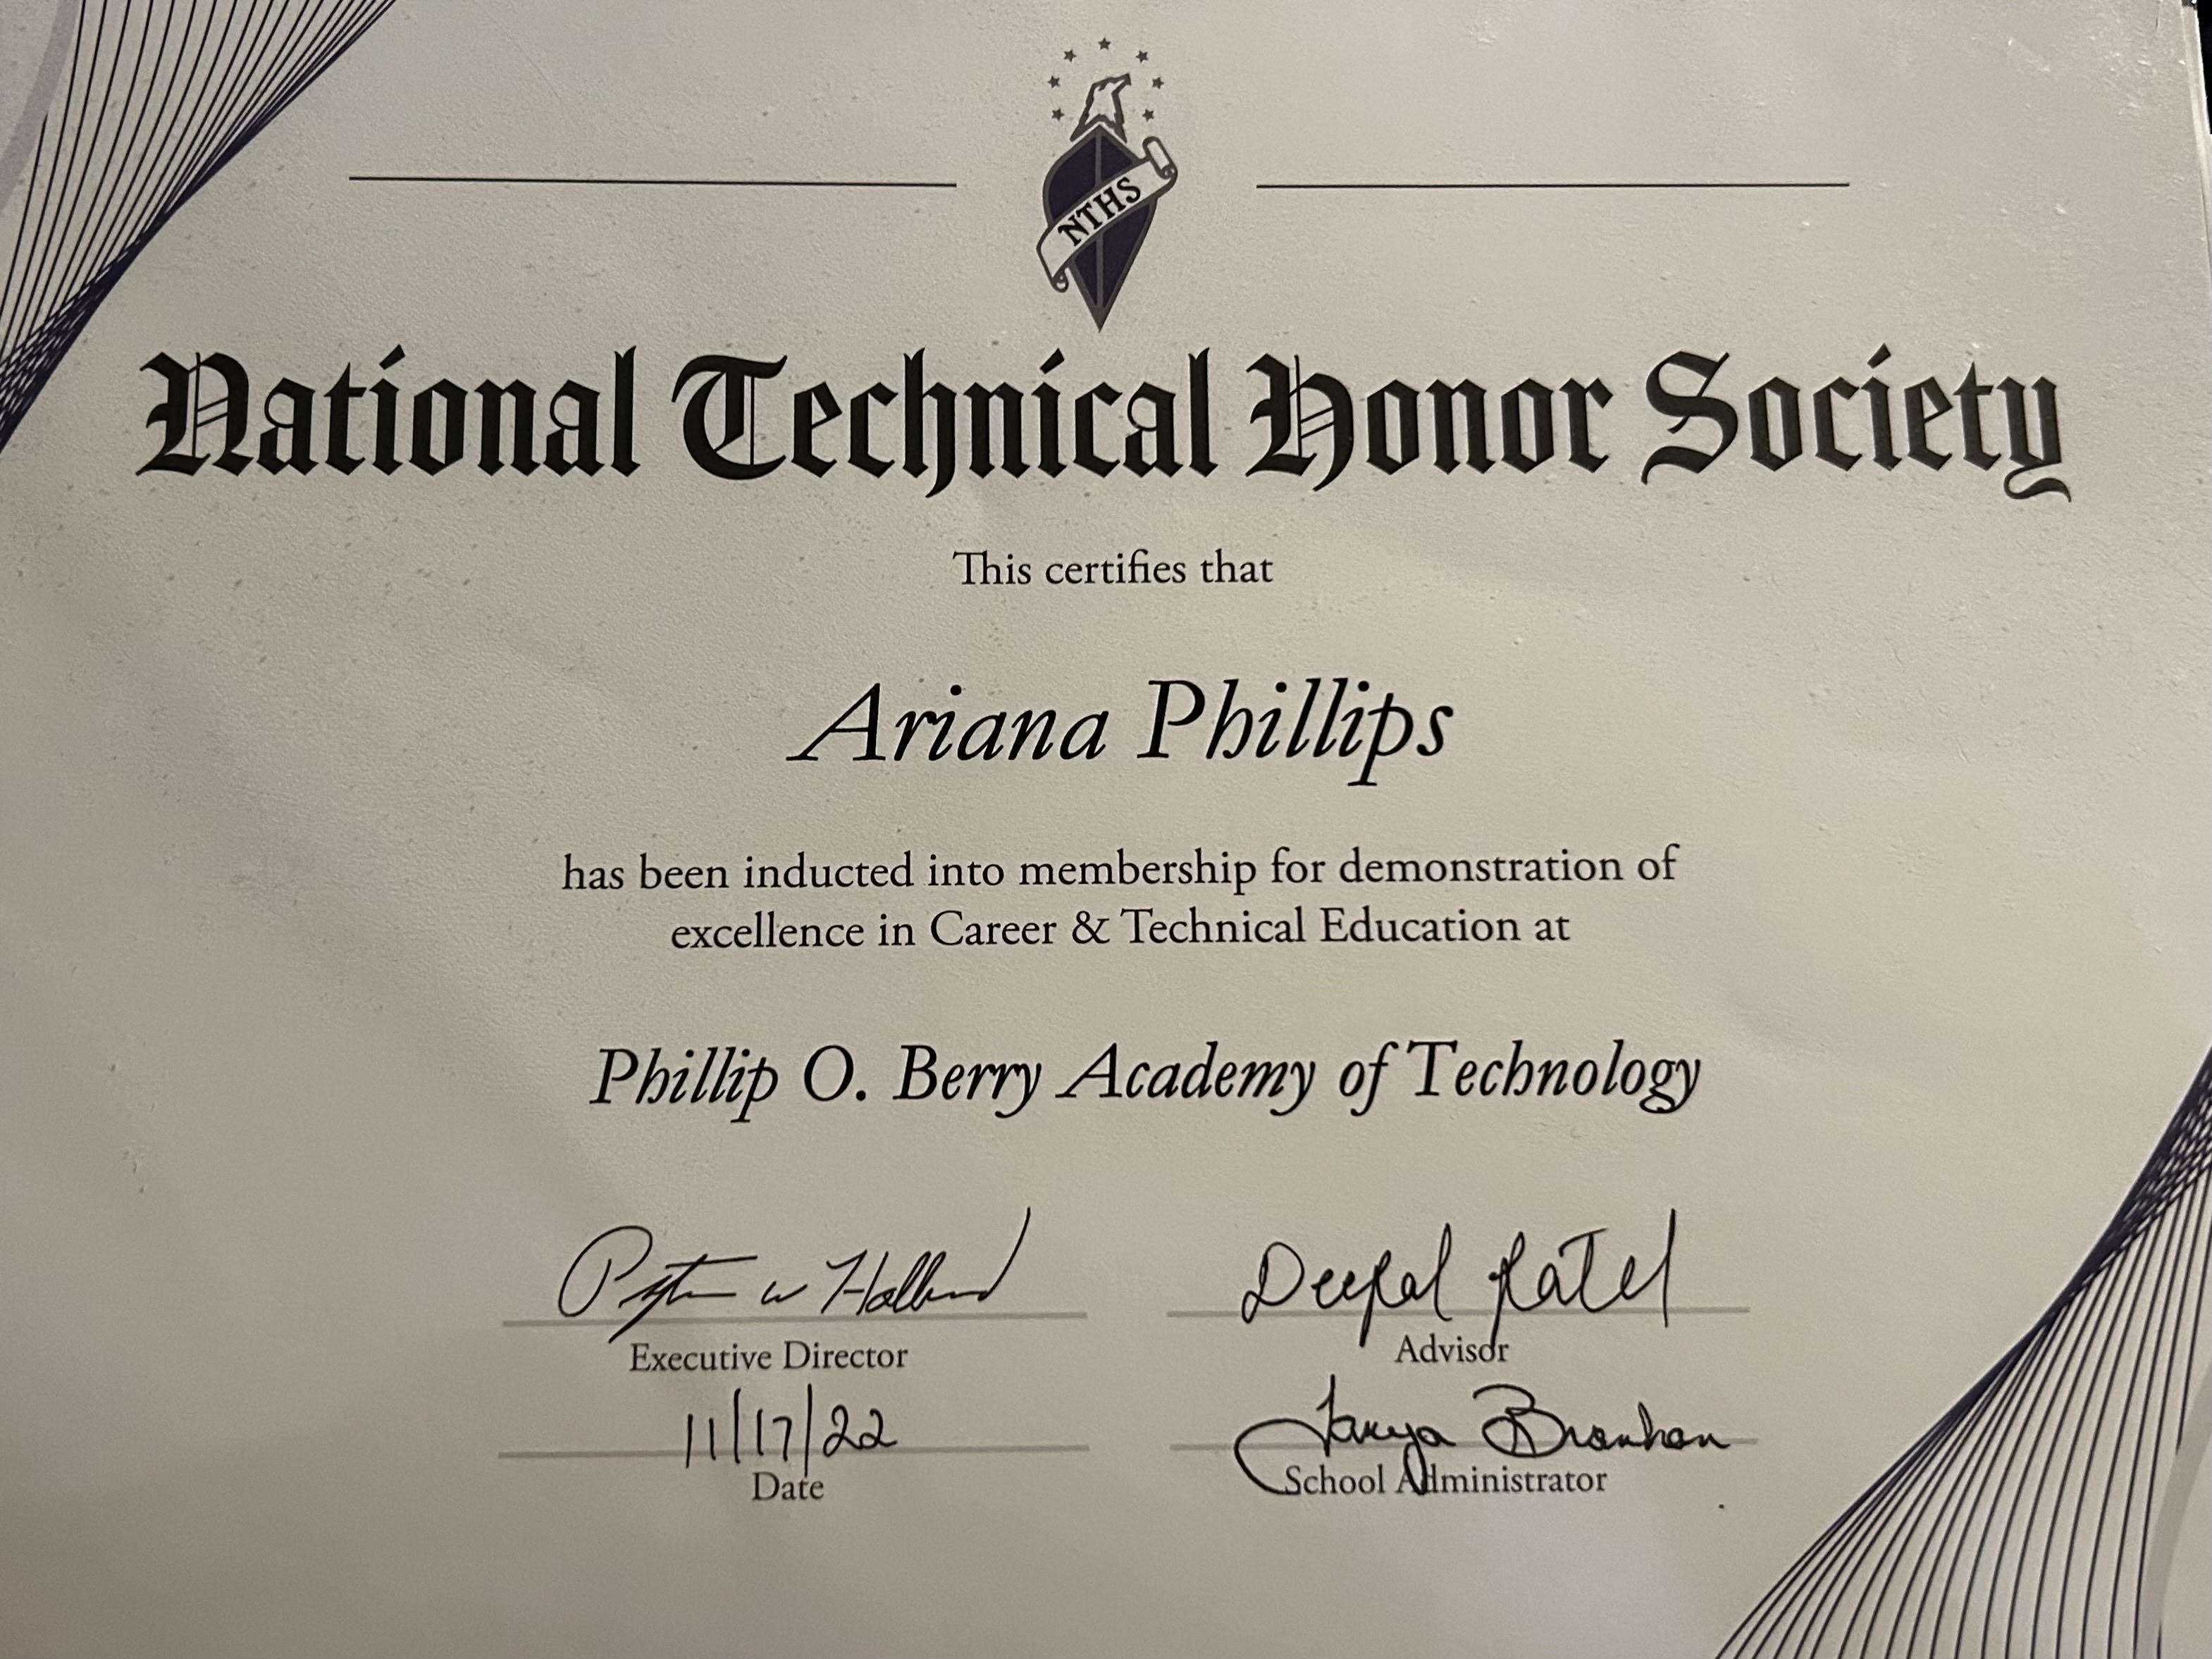 NTHS
National Technical Honor Society
This certifies that
Ariana Phillips
has been inducted into membership for demonstration of
excellence in Career & Technical Education at
Phillip O. Berry Academy of Technology
w Holland Deepal Patel
Executive Director Advisor
11/17/22 Tanya Branhan
Date School Administrator